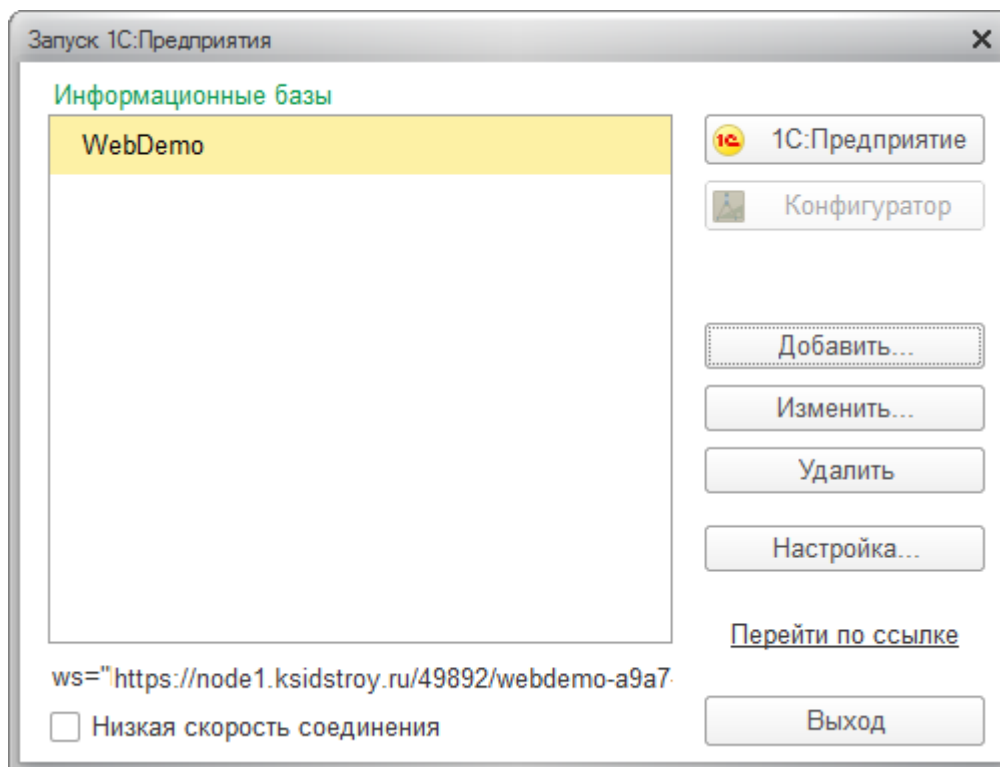 Запуск 1С:Предприятия
Информационные базы
WebDemo
1С:Предприятие
Конфигуратор
Добавить...
Изменить...
Удалить
Настройка...
Перейти по ссылке
ws="https://node1.ksidstroy.ru/49892/webdemo-a9a7-
Низкая скорость соединения
Выход